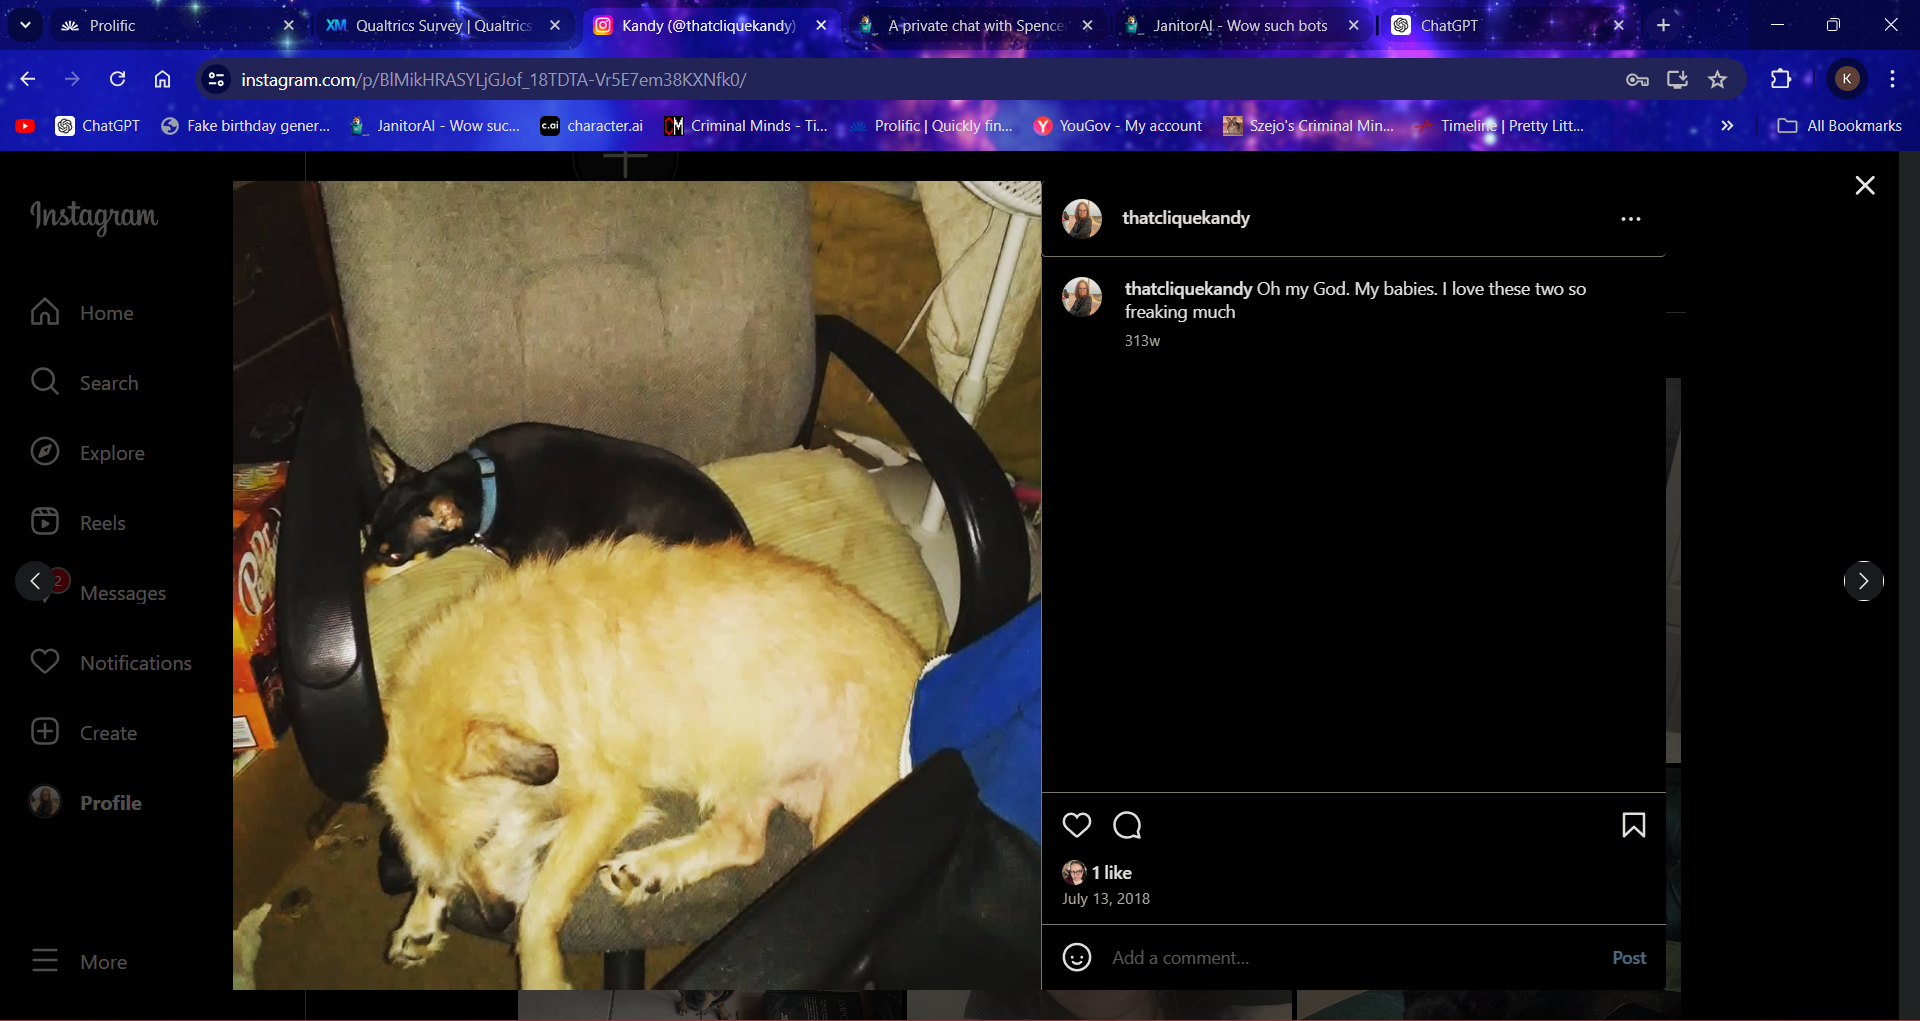 Prolific
Qualtrics Survey | Qualtrics
Kandy (@thatcliquekandy)
A private chat with Spence
JanitorAI - Wow such bots
ChatGPT
instagram.com/p/BlMikHRASYLjGJof_18TDTA-Vr5E7em38KXNfk0/
K
ChatGPT
Fake birthday gener...
JanitorAI - Wow suc...
c.ai character.ai
CM Criminal Minds - Ti...
Prolific | Quickly fin...
YouGov - My account
Szejo's Criminal Min...
Timeline | Pretty Litt...
All Bookmarks
Instagram
Home
Search
Explore
Reels
2
Messages
Notifications
Create
Profile
More
thatcliquekandy
thatcliquekandy Oh my God. My babies. I love these two so
freaking much
313w
1 like
July 13, 2018
Add a comment...
Post